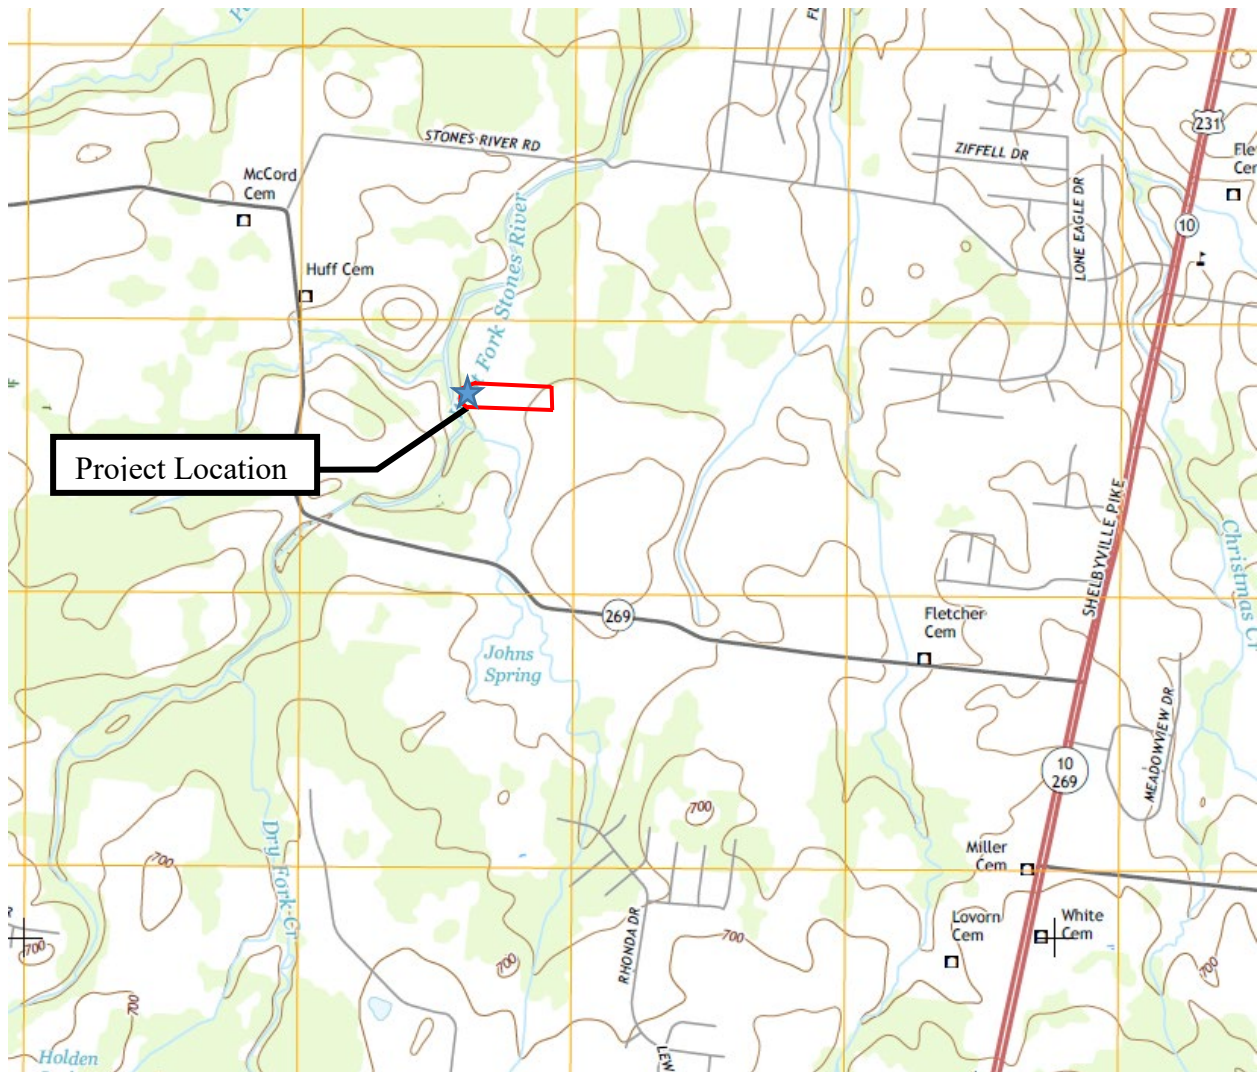 STONES RIVER RD
231
ZIFFELL DR
McCord
Cem
LONE EAGLE DR
10
Huff Cem
Fork Stones River
Project Location
SHELBYVILLE PIKE
Christmas Cr
269
Fletcher
Cem
Johns
Spring
MEADOWVIEW DR
10
269
700
Dry Fork Cr
700
Miller
Cem
Lovorn
Cem
White
Cem
RHONDA DR
700
700
700
700
700
Holden
LEW